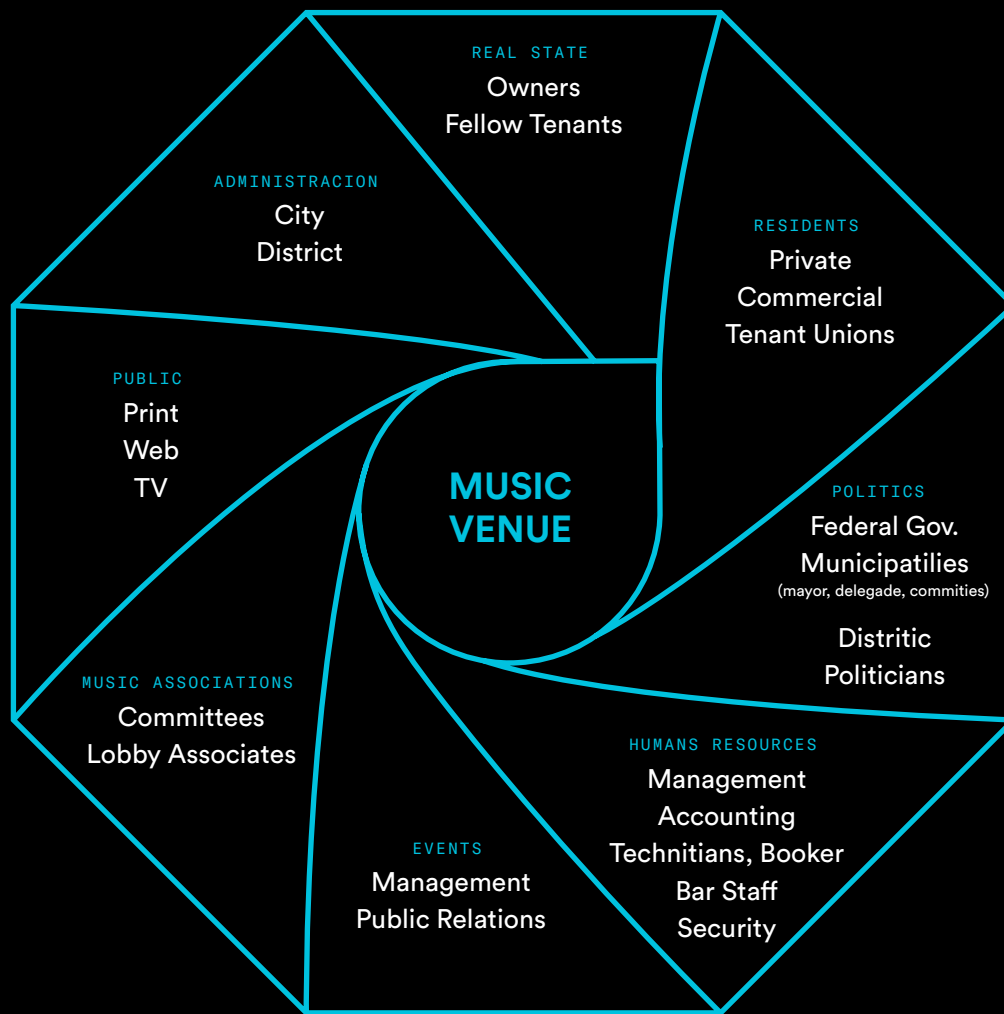 REAL STATE
Owners
Fellow Tenants
ADMINISTRACION
City
District
RESIDENTS
Private
Commercial
Tenant Unions
PUBLIC
Print
Web
TV
MUSIC
VENUE
POLITICS
Federal Gov.
Municipatilies
(mayor, delegade, commities)
Distritic
Politicians
MUSIC ASSOCIATIONS
Committees
Lobby Associates
HUMANS RESOURCES
Management
Accounting
Technitians, Booker
Bar Staff
Security
EVENTS
Management
Public Relations